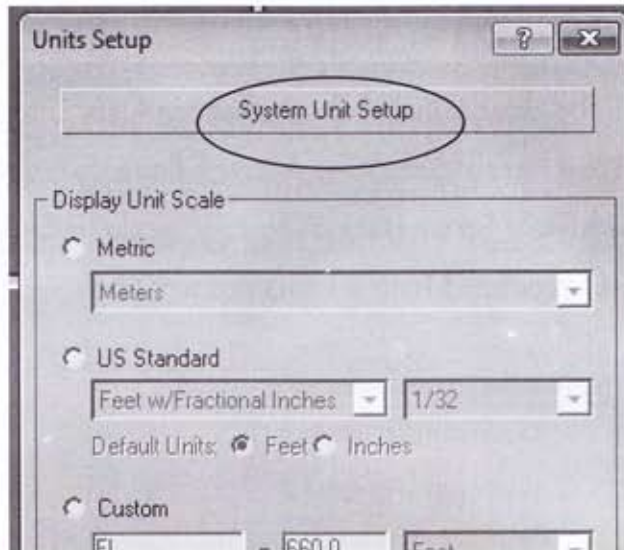 Units Setup
System Unit Setup
Display Unit Scale
Metric
Meters
US Standard
Feet w/Fractional Inches 1/32
Default Units: Feet Inches
Custom
FL = 660.0 Feet